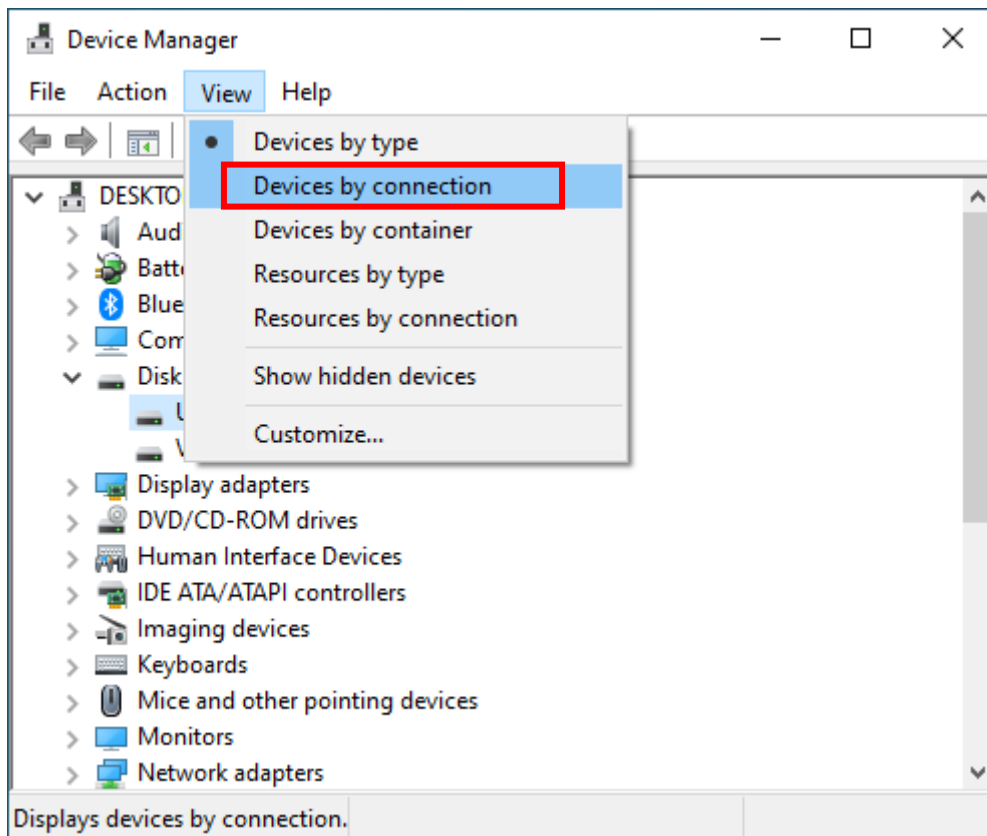 Device Manager
File Action View Help
Devices by type
Devices by connection
Devices by container
Resources by type
Resources by connection
Show hidden devices
Customize...
DESKTO
Aud
Batt
Blue
Com
Disk
Display adapters
DVD/CD-ROM drives
Human Interface Devices
IDE ATA/ATAPI controllers
Imaging devices
Keyboards
Mice and other pointing devices
Monitors
Network adapters
Displays devices by connection.